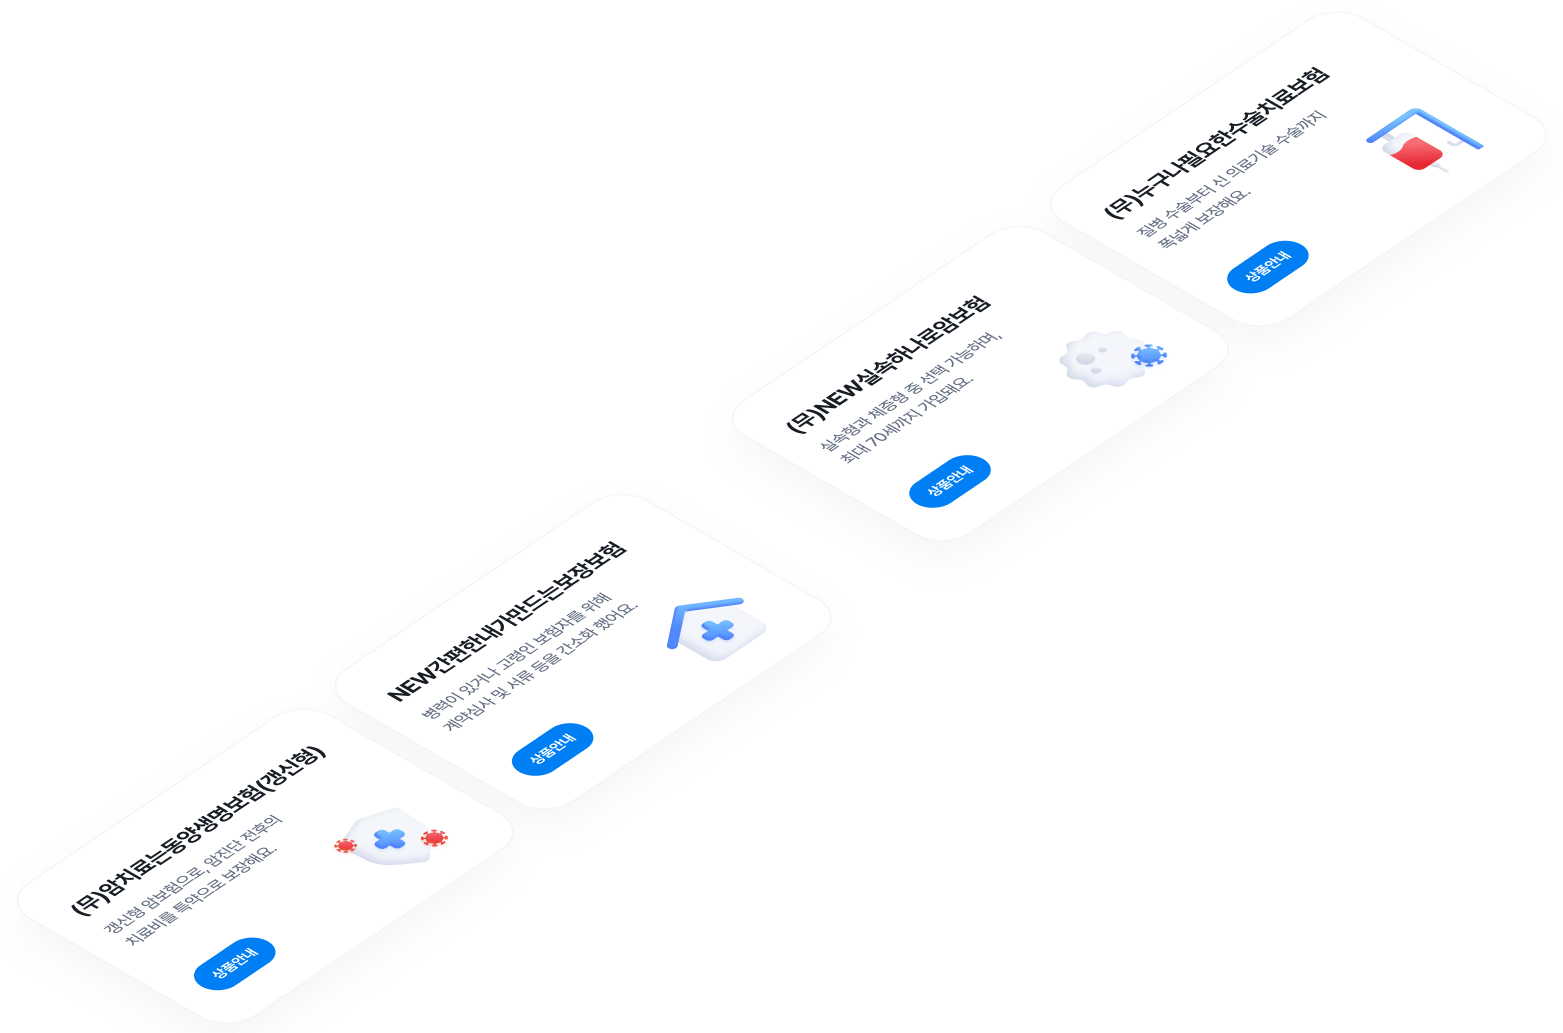 (무)누구나필요한수술치료보험
질병 수술부터 신 의료기술 수술까지
폭넓게 보장해요.
상품안내
(무)NEW실속하나로암보험
실속형과 체증형 중 선택 가능하며,
최대 70세까지 가입돼요.
상품안내
NEW간편한내가만드는보장보험
병력이 있거나 고령인 보험자를 위해
계약심사 및 서류 등을 간소화 했어요.
상품안내
(무)암치료는동양생명보험(갱신형)
갱신형 암보험으로, 암진단 전후의
치료비를 특약으로 보장해요.
상품안내